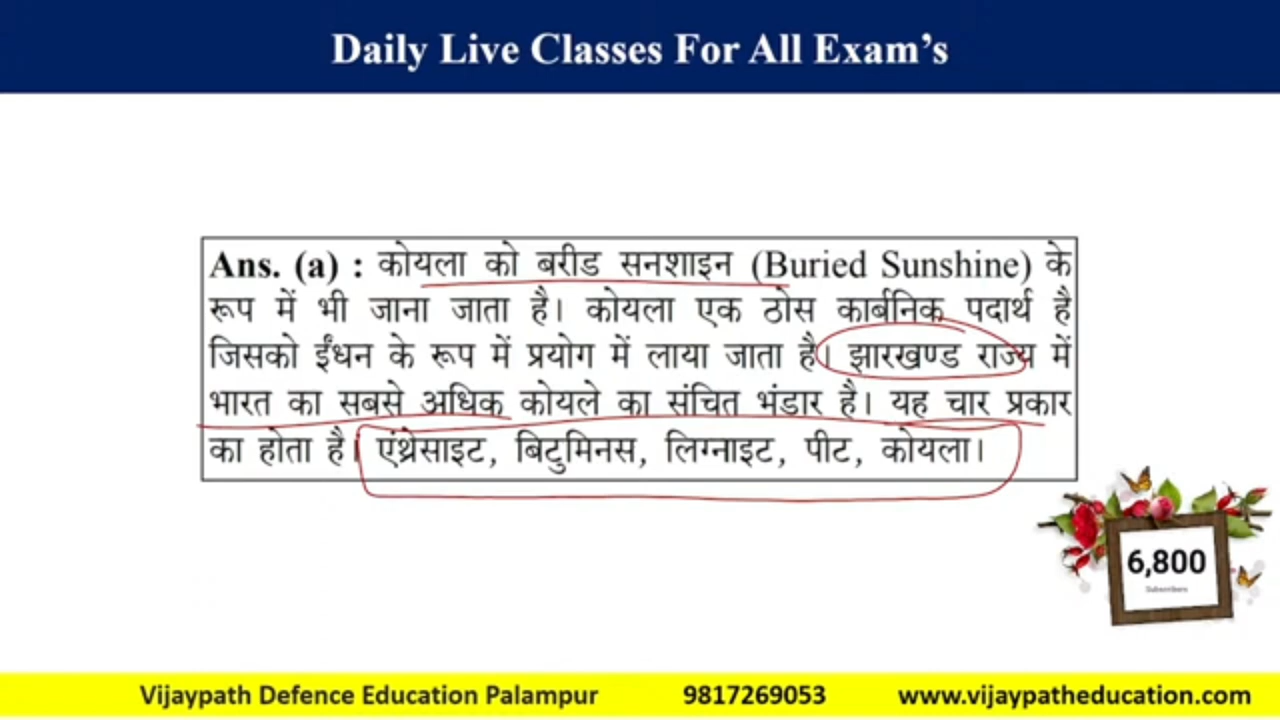 Daily Live Classes For All Exam’s
Ans. (a) : कोयला को बरीड सनशाइन (Buried Sunshine) के
रूप में भी जाना जाता है। कोयला एक ठोस कार्बनिक पदार्थ है
जिसको ईंधन के रूप में प्रयोग में लाया जाता है। झारखण्ड राज्य में
भारत का सबसे अधिक कोयले का संचित भंडार है। यह चार प्रकार
का होता है। एंथ्रेसाइट, बिटुमिनस, लिग्नाइट, पीट, कोयला।
6,800
Subscribers
Vijaypath Defence Education Palampur 9817269053 www.vijaypatheducation.com